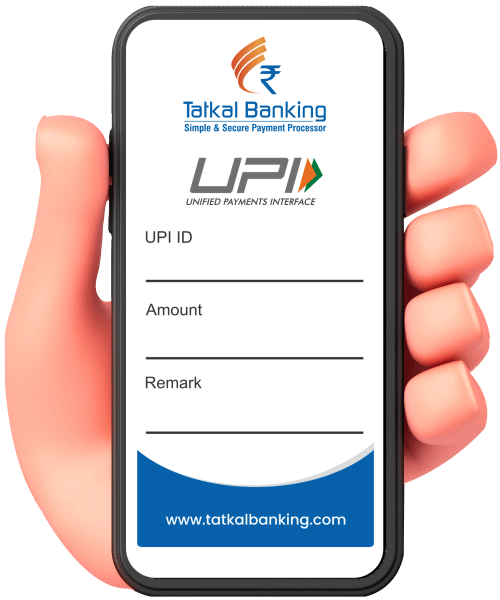 Tatkal Banking
Simple & Secure Payment Processor
UPI
UNIFIED PAYMENTS INTERFACE
UPI ID
Amount
Remark
www.tatkalbanking.com